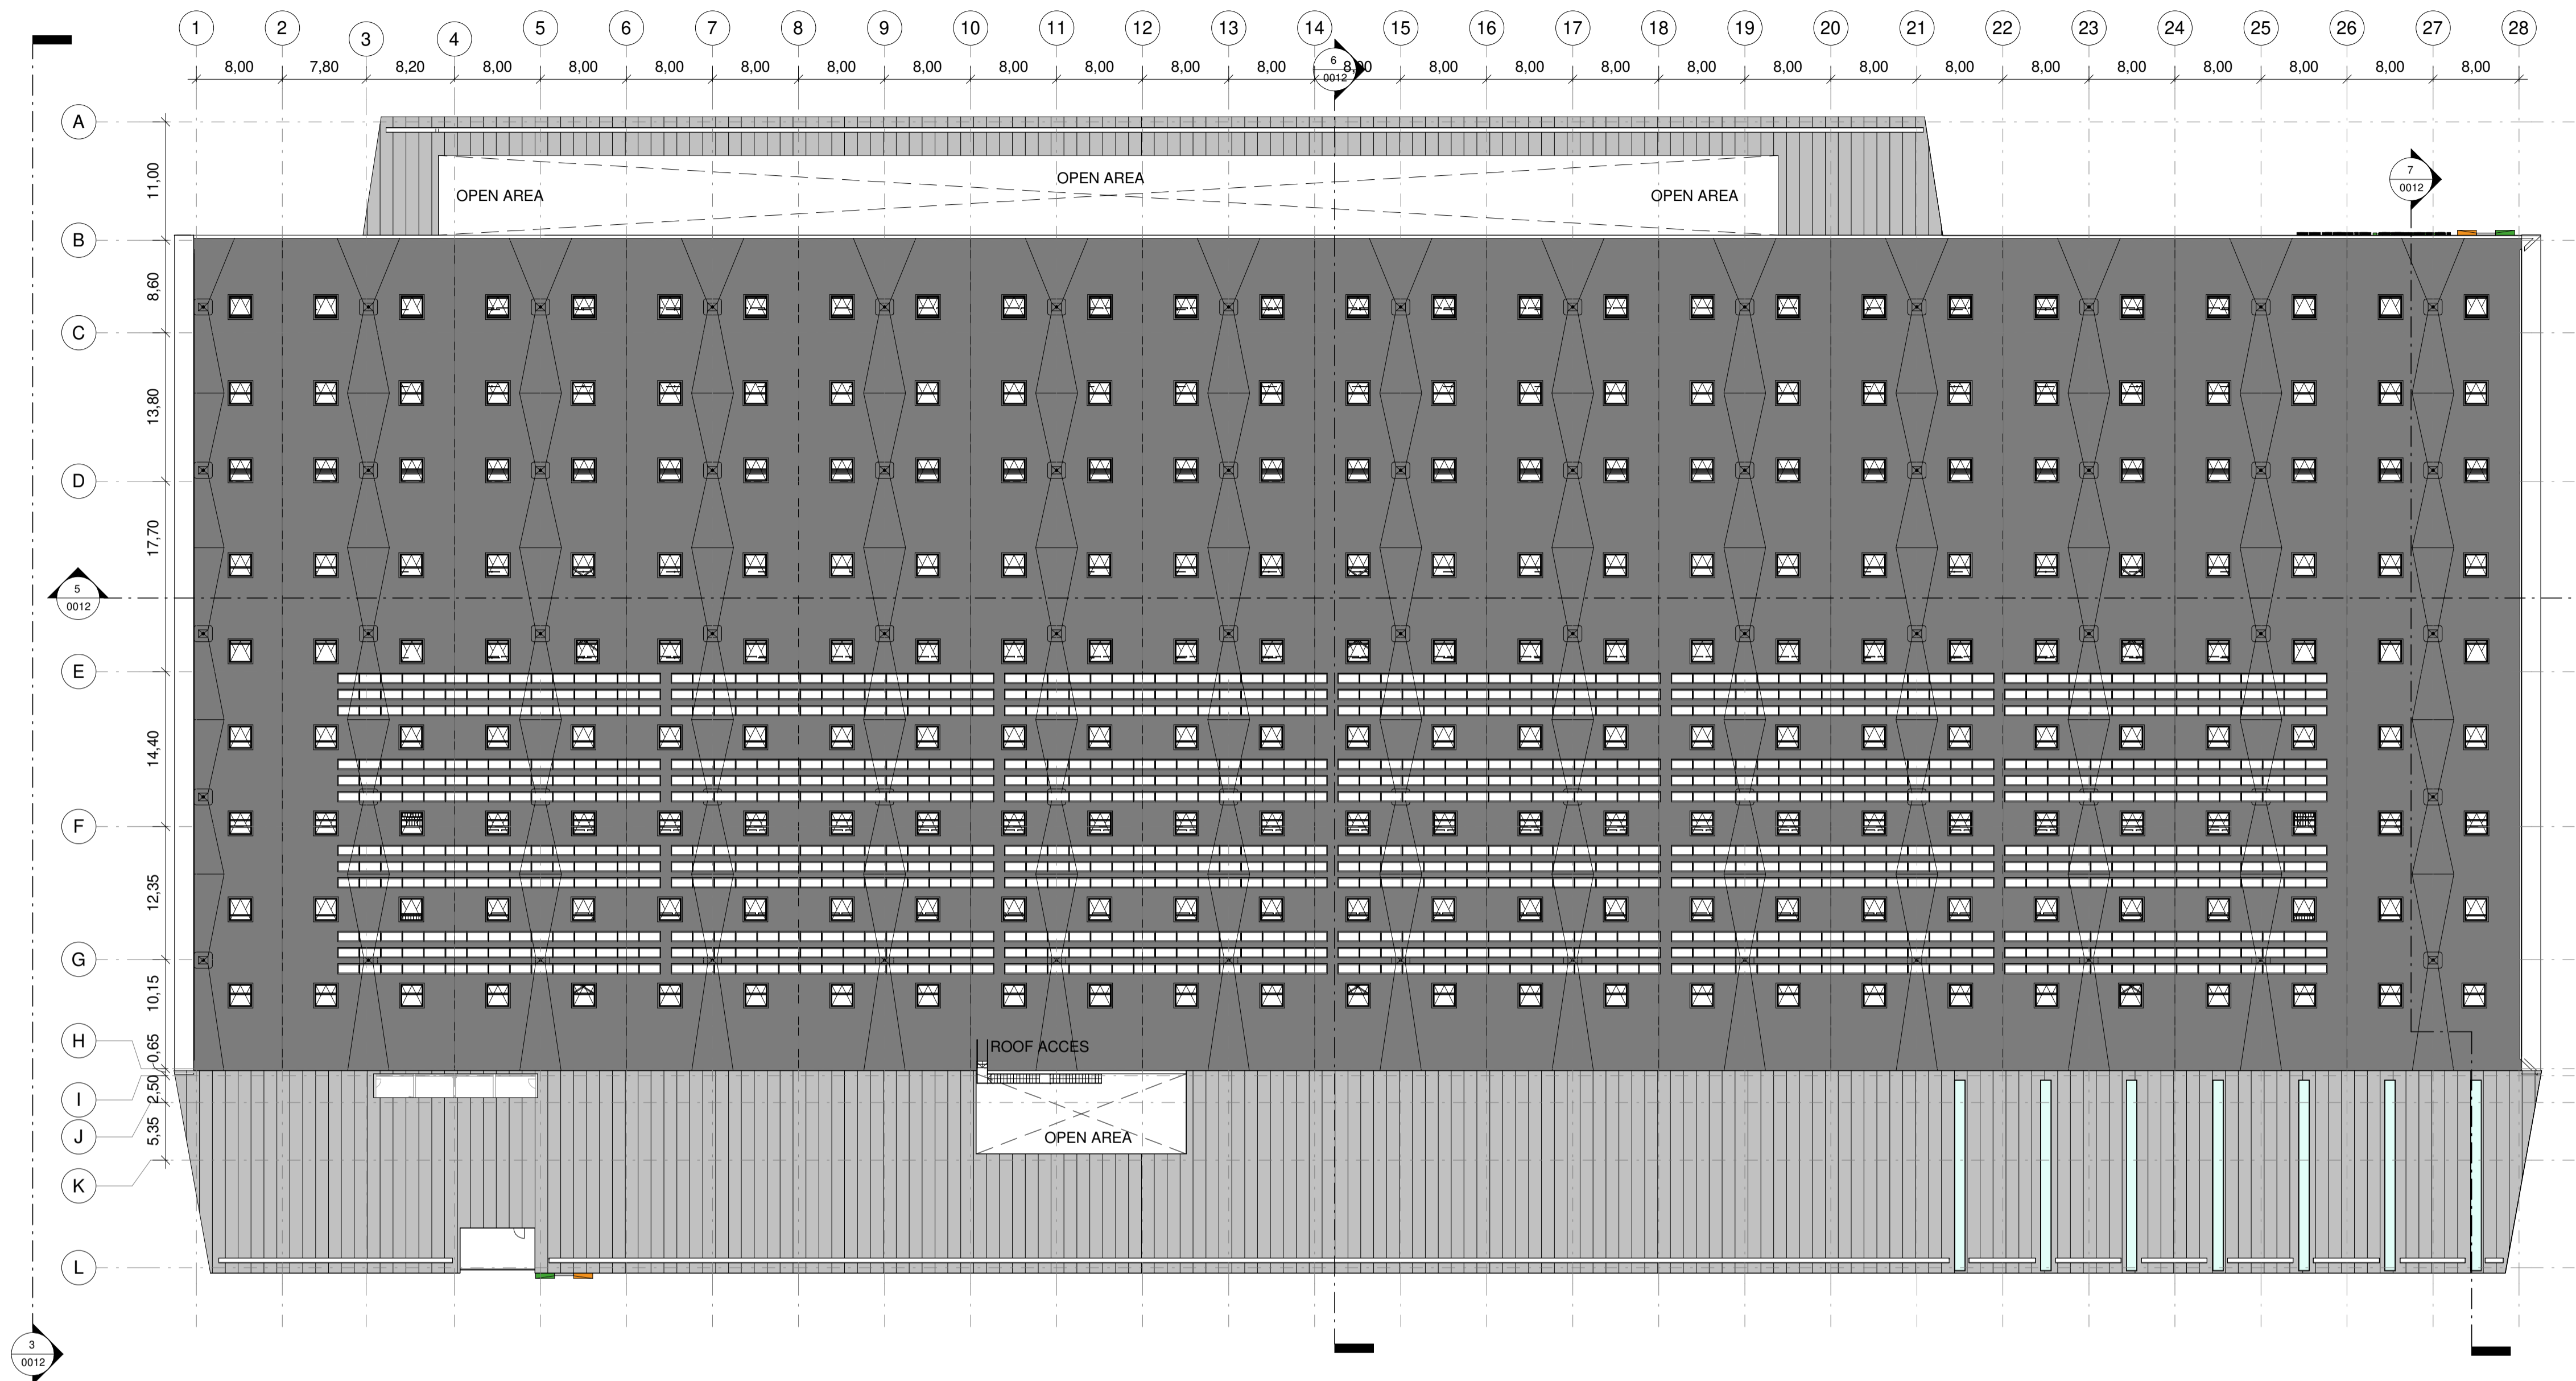 1 2 3 4 5 6 7 8 9 10 11 12 13 14 15 16 17 18 19 20 21 22 23 24 25 26 27 28
8,00 7,80 8,20 8,00 8,00 8,00 8,00 8,00 8,00 8,00 8,00 8,00 8,00 8,00 8,00 8,00 8,00 8,00 8,00 8,00 8,00 8,00 8,00 8,00 8,00 8,00 8,00
6
0012
A
11,00
OPEN AREA
OPEN AREA
OPEN AREA
7
0012
B
8,60
C
13,80
D
17,70
5
0012
E
14,40
F
12,35
G
10,15
H
0,65
ROOF ACCES
I
2,50
J
5,35
OPEN AREA
K
L
3
0012